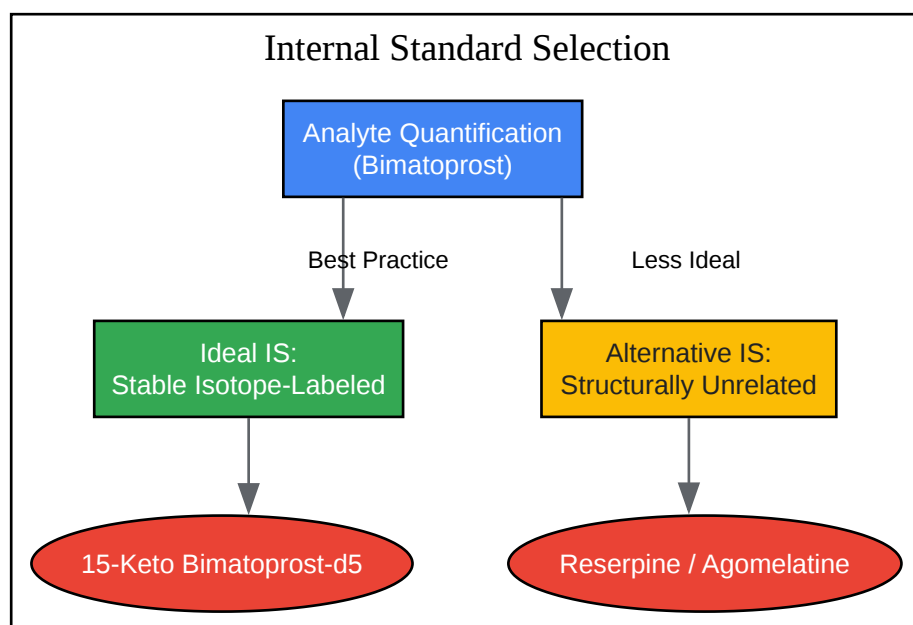 Internal Standard Selection
Analyte Quantification
(Bimatoprost)
Best Practice
Less Ideal
Ideal IS:
Stable Isotope-Labeled
Alternative IS:
Structurally Unrelated
15-Keto Bimatoprost-d5
Reserpine / Agomelatine